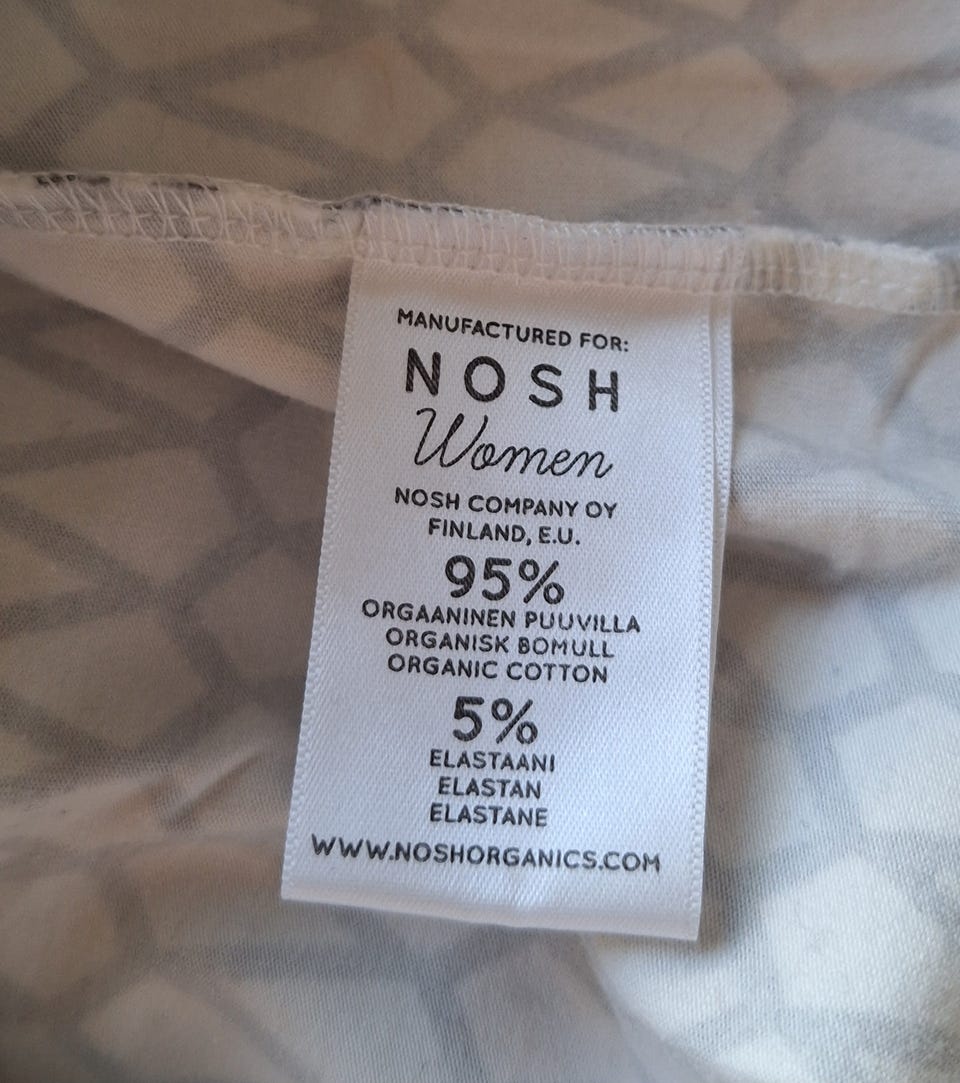 MANUFACTURED FOR:
NOSH
Women
NOSH COMPANY OY
FINLAND, E.U.
95%
ORGAANINEN PUUVILLA
ORGANISK BOMULL
ORGANIC COTTON
5%
ELASTAANI
ELASTAN
ELASTANE
WWW.NOSHORGANICS.COM